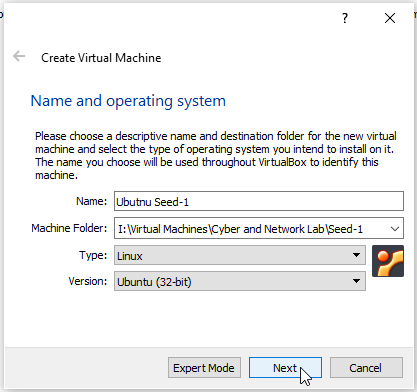 ?
Create Virtual Machine
Name and operating system
Please choose a descriptive name and destination folder for the new virtual
machine and select the type of operating system you intend to install on it.
The name you choose will be used throughout VirtualBox to identify this
machine.
Name: Ubutnu Seed-1
Machine Folder: I:\Virtual Machines\Cyber and Network Lab\Seed-1
Type: Linux
Version: Ubuntu (32-bit)
Expert Mode Next Cancel